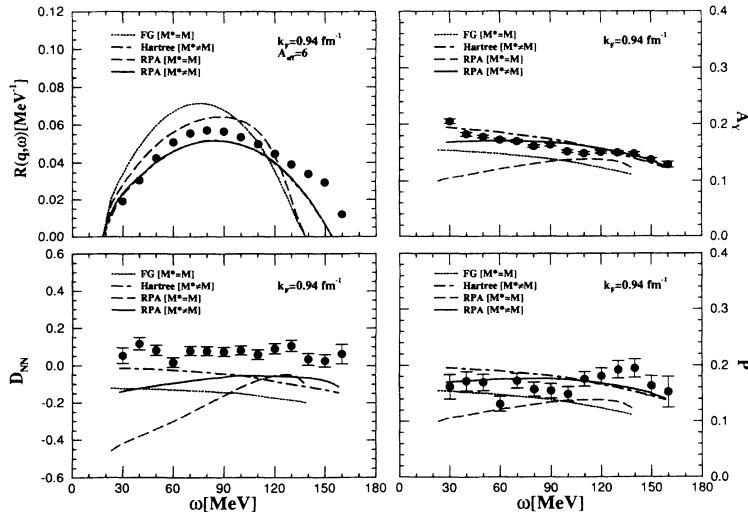 0.12
0.10
0.08
0.06
0.04
0.02
0.00
R(q,ω)[MeV⁻¹]
FG [M*=M]
Hartree [M*≠M]
RPA [M*=M]
RPA [M*≠M]
k_F=0.94 fm⁻¹
A_eff=6
FG [M*=M]
Hartree [M*≠M]
RPA [M*=M]
RPA [M*≠M]
k_F=0.94 fm⁻¹
0.4
0.3
0.2
0.1
0.0
A_Y
0.6
0.4
0.2
0.0
-0.2
-0.4
-0.6
D_NN
FG [M*=M]
Hartree [M*≠M]
RPA [M*=M]
RPA [M*≠M]
k_F=0.94 fm⁻¹
0 30 60 90 120 150 180
ω[MeV]
FG [M*=M]
Hartree [M*≠M]
RPA [M*=M]
RPA [M*≠M]
k_F=0.94 fm⁻¹
0.4
0.3
0.2
0.1
0.0
P
0 30 60 90 120 150 180
ω[MeV]